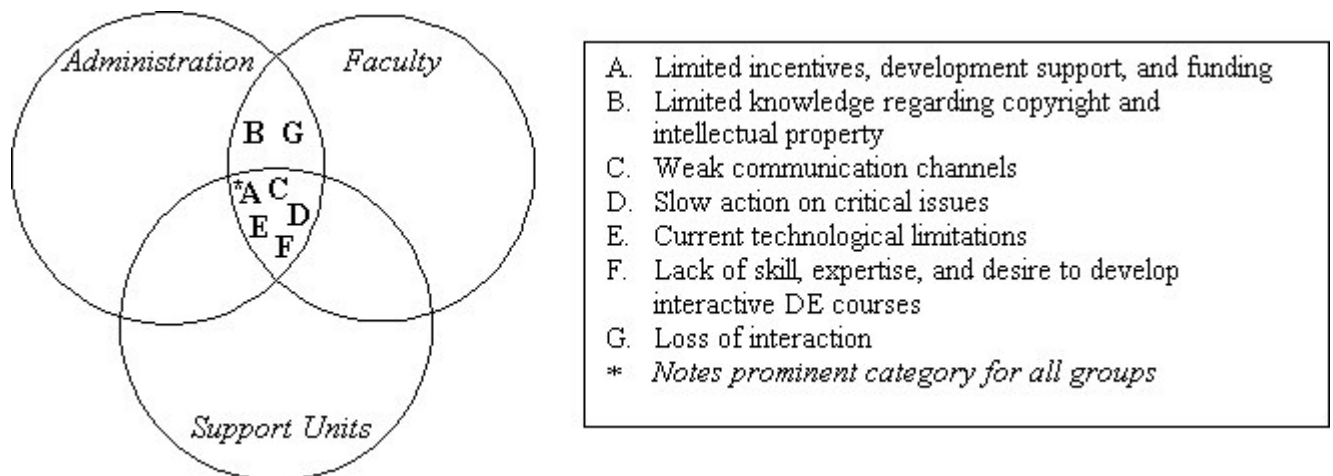 Administration
Faculty
B G
*A C
E D
F
Support Units
A. Limited incentives, development support, and funding
B. Limited knowledge regarding copyright and
intellectual property
C. Weak communication channels
D. Slow action on critical issues
E. Current technological limitations
F. Lack of skill, expertise, and desire to develop
interactive DE courses
G. Loss of interaction
* Notes prominent category for all groups